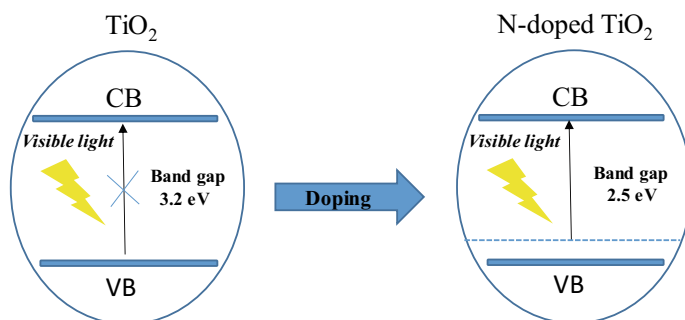 TiO₂
CB
Visible light
Band gap
3.2 eV
VB
Doping
N-doped TiO₂
CB
Visible light
Band gap
2.5 eV
VB